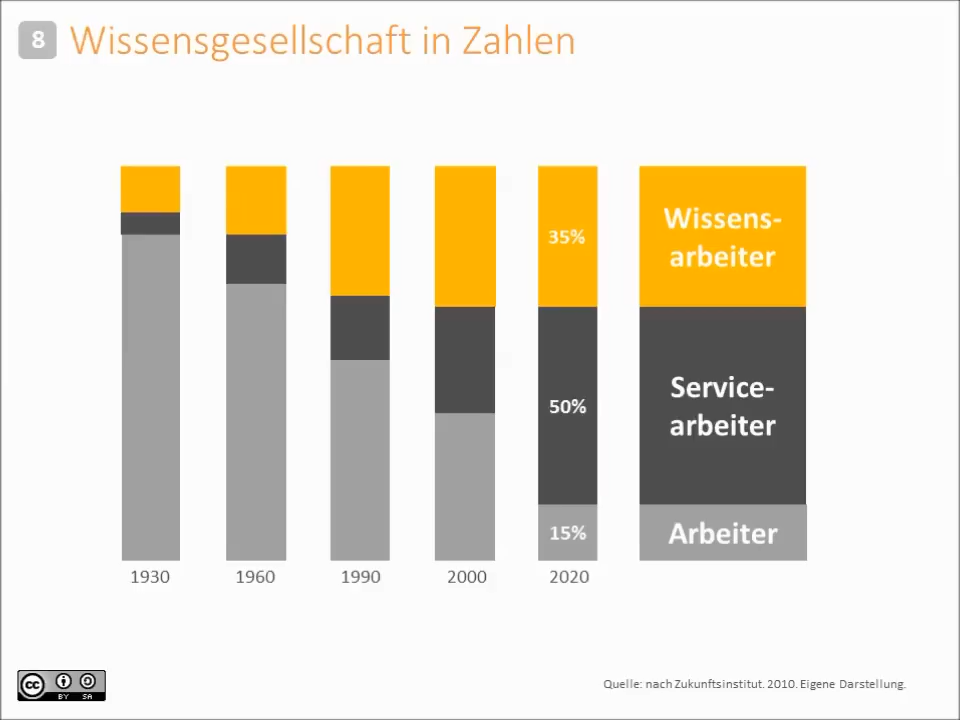 8 Wissensgesellschaft in Zahlen
35%
50%
15%
Wissens-
arbeiter
Service-
arbeiter
Arbeiter
1930 1960 1990 2000 2020
cc BY SA
Quelle: nach Zukunftsinstitut. 2010. Eigene Darstellung.